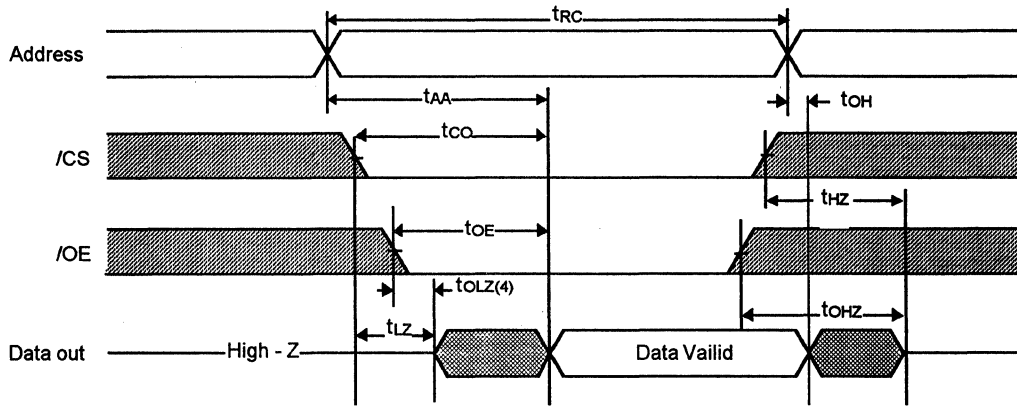 tRC
Address
tAA
tOH
tCO
/CS
tHZ
tOE
/OE
tOLZ(4)
tOHZ
tLZ
Data out
High - Z
Data Vailid